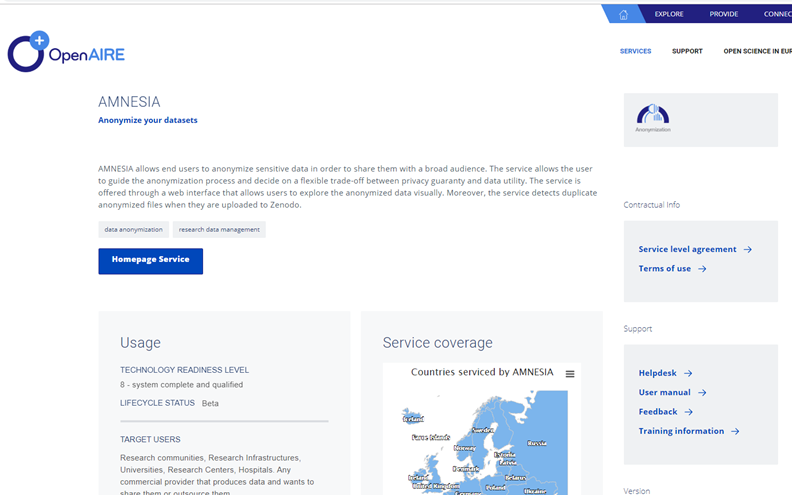 EXPLORE PROVIDE CONNEC
OpenAIRE
SERVICES SUPPORT OPEN SCIENCE IN EUR
AMNESIA
Anonymize your datasets
Anonymization
AMNESIA allows end users to anonymize sensitive data in order to share them with a broad audience. The service allows the user
to guide the anonymization process and decide on a flexible trade-off between privacy guaranty and data utility. The service is
offered through a web interface that allows users to explore the anonymized data visually. Moreover, the service detects duplicate
anonymized files when they are uploaded to Zenodo.
data anonymization research data management
Homepage Service
Contractual Info
Service level agreement →
Terms of use →
Usage
TECHNOLOGY READINESS LEVEL
8 - system complete and qualified
LIFECYCLE STATUS Beta
TARGET USERS
Research communities, Research Infrastructures,
Universities, Research Centers, Hospitals. Any
commercial provider that produces data and wants to
share them or outsource them
Service coverage
Countries serviced by AMNESIA
Iceland
Faroe Islands
Sweden
Norway
Russia
Estonia
Latvia
Denmark
Ireland
United Kingdom
Belarus
Poland
Germany
Ukraine
Support
Helpdesk →
User manual →
Feedback →
Training information →
Version